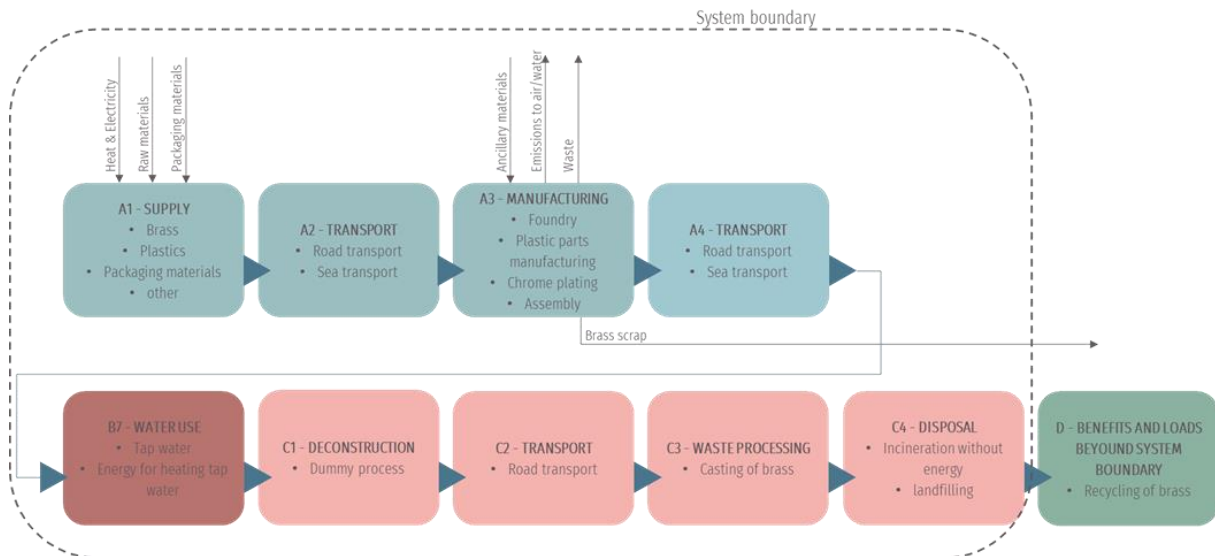 System boundary
Heat & Electricity
Raw materials
Packaging materials
Ancillary materials
Emissions to air/water
Waste
A1 - SUPPLY
• Brass
• Plastics
• Packaging materials
• other
A2 - TRANSPORT
• Road transport
• Sea transport
A3 - MANUFACTURING
• Foundry
• Plastic parts
manufacturing
• Chrome plating
• Assembly
A4 - TRANSPORT
• Road transport
• Sea transport
Brass scrap
B7 - WATER USE
• Tap water
• Energy for heating tap
water
C1 - DECONSTRUCTION
• Dummy process
C2 - TRANSPORT
• Road transport
C3 - WASTE PROCESSING
• Casting of brass
C4 - DISPOSAL
• Incineration without
energy
• landfilling
D - BENEFITS AND LOADS
BEYOUND SYSTEM
BOUNDARY
• Recycling of brass